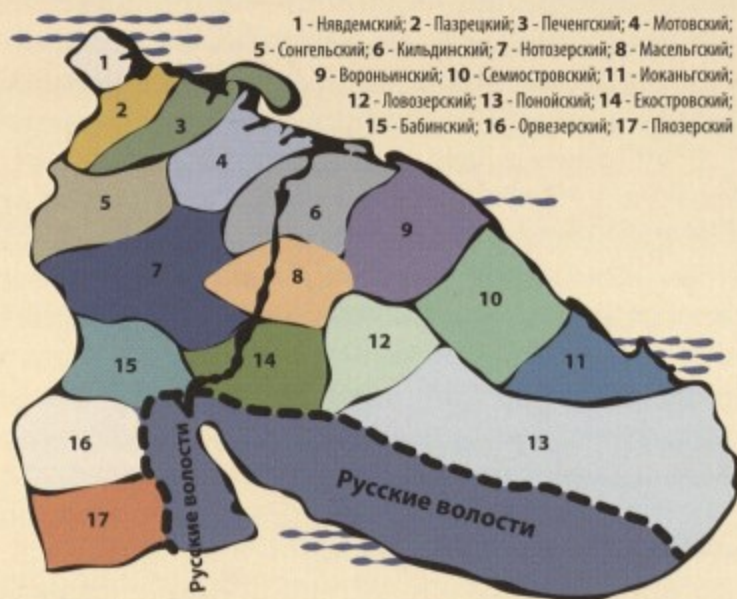 1 - Нявдемский; 2 - Пазрецкий; 3 - Печенгский; 4 - Мотовский;
5 - Сонгельский; 6 - Кильдинский; 7 - Нотозерский; 8 - Масельгский;
9 - Вороньинский; 10 - Семиостровский; 11 - Иоканьгский;
12 - Ловозерский; 13 - Понойский; 14 - Екостровский;
15 - Бабинский; 16 - Орвезерский; 17 - Пяозерский
1
2
3
4
5
6
7
8
9
10
11
12
13
14
15
16
17
Русские волости
Русские волости